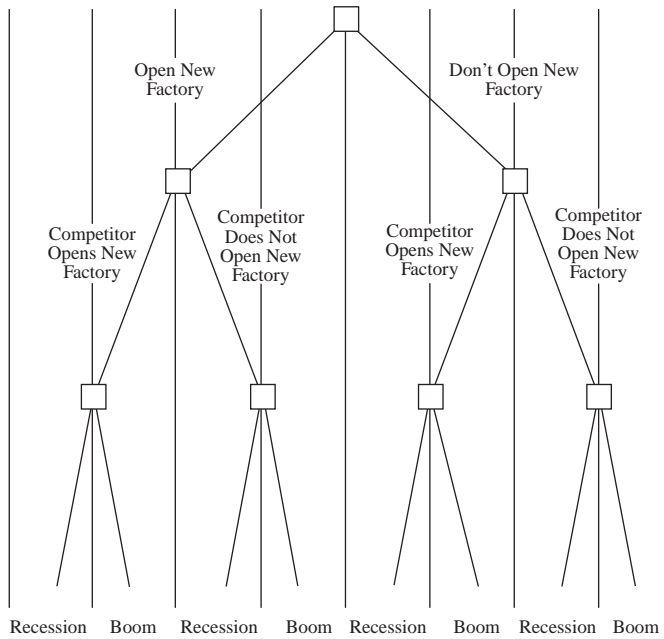 Open New
Factory
Don't Open New
Factory
Competitor
Opens New
Factory
Competitor
Does Not
Open New
Factory
Competitor
Opens New
Factory
Competitor
Does Not
Open New
Factory
Recession Boom Recession Boom Recession Boom Recession Boom